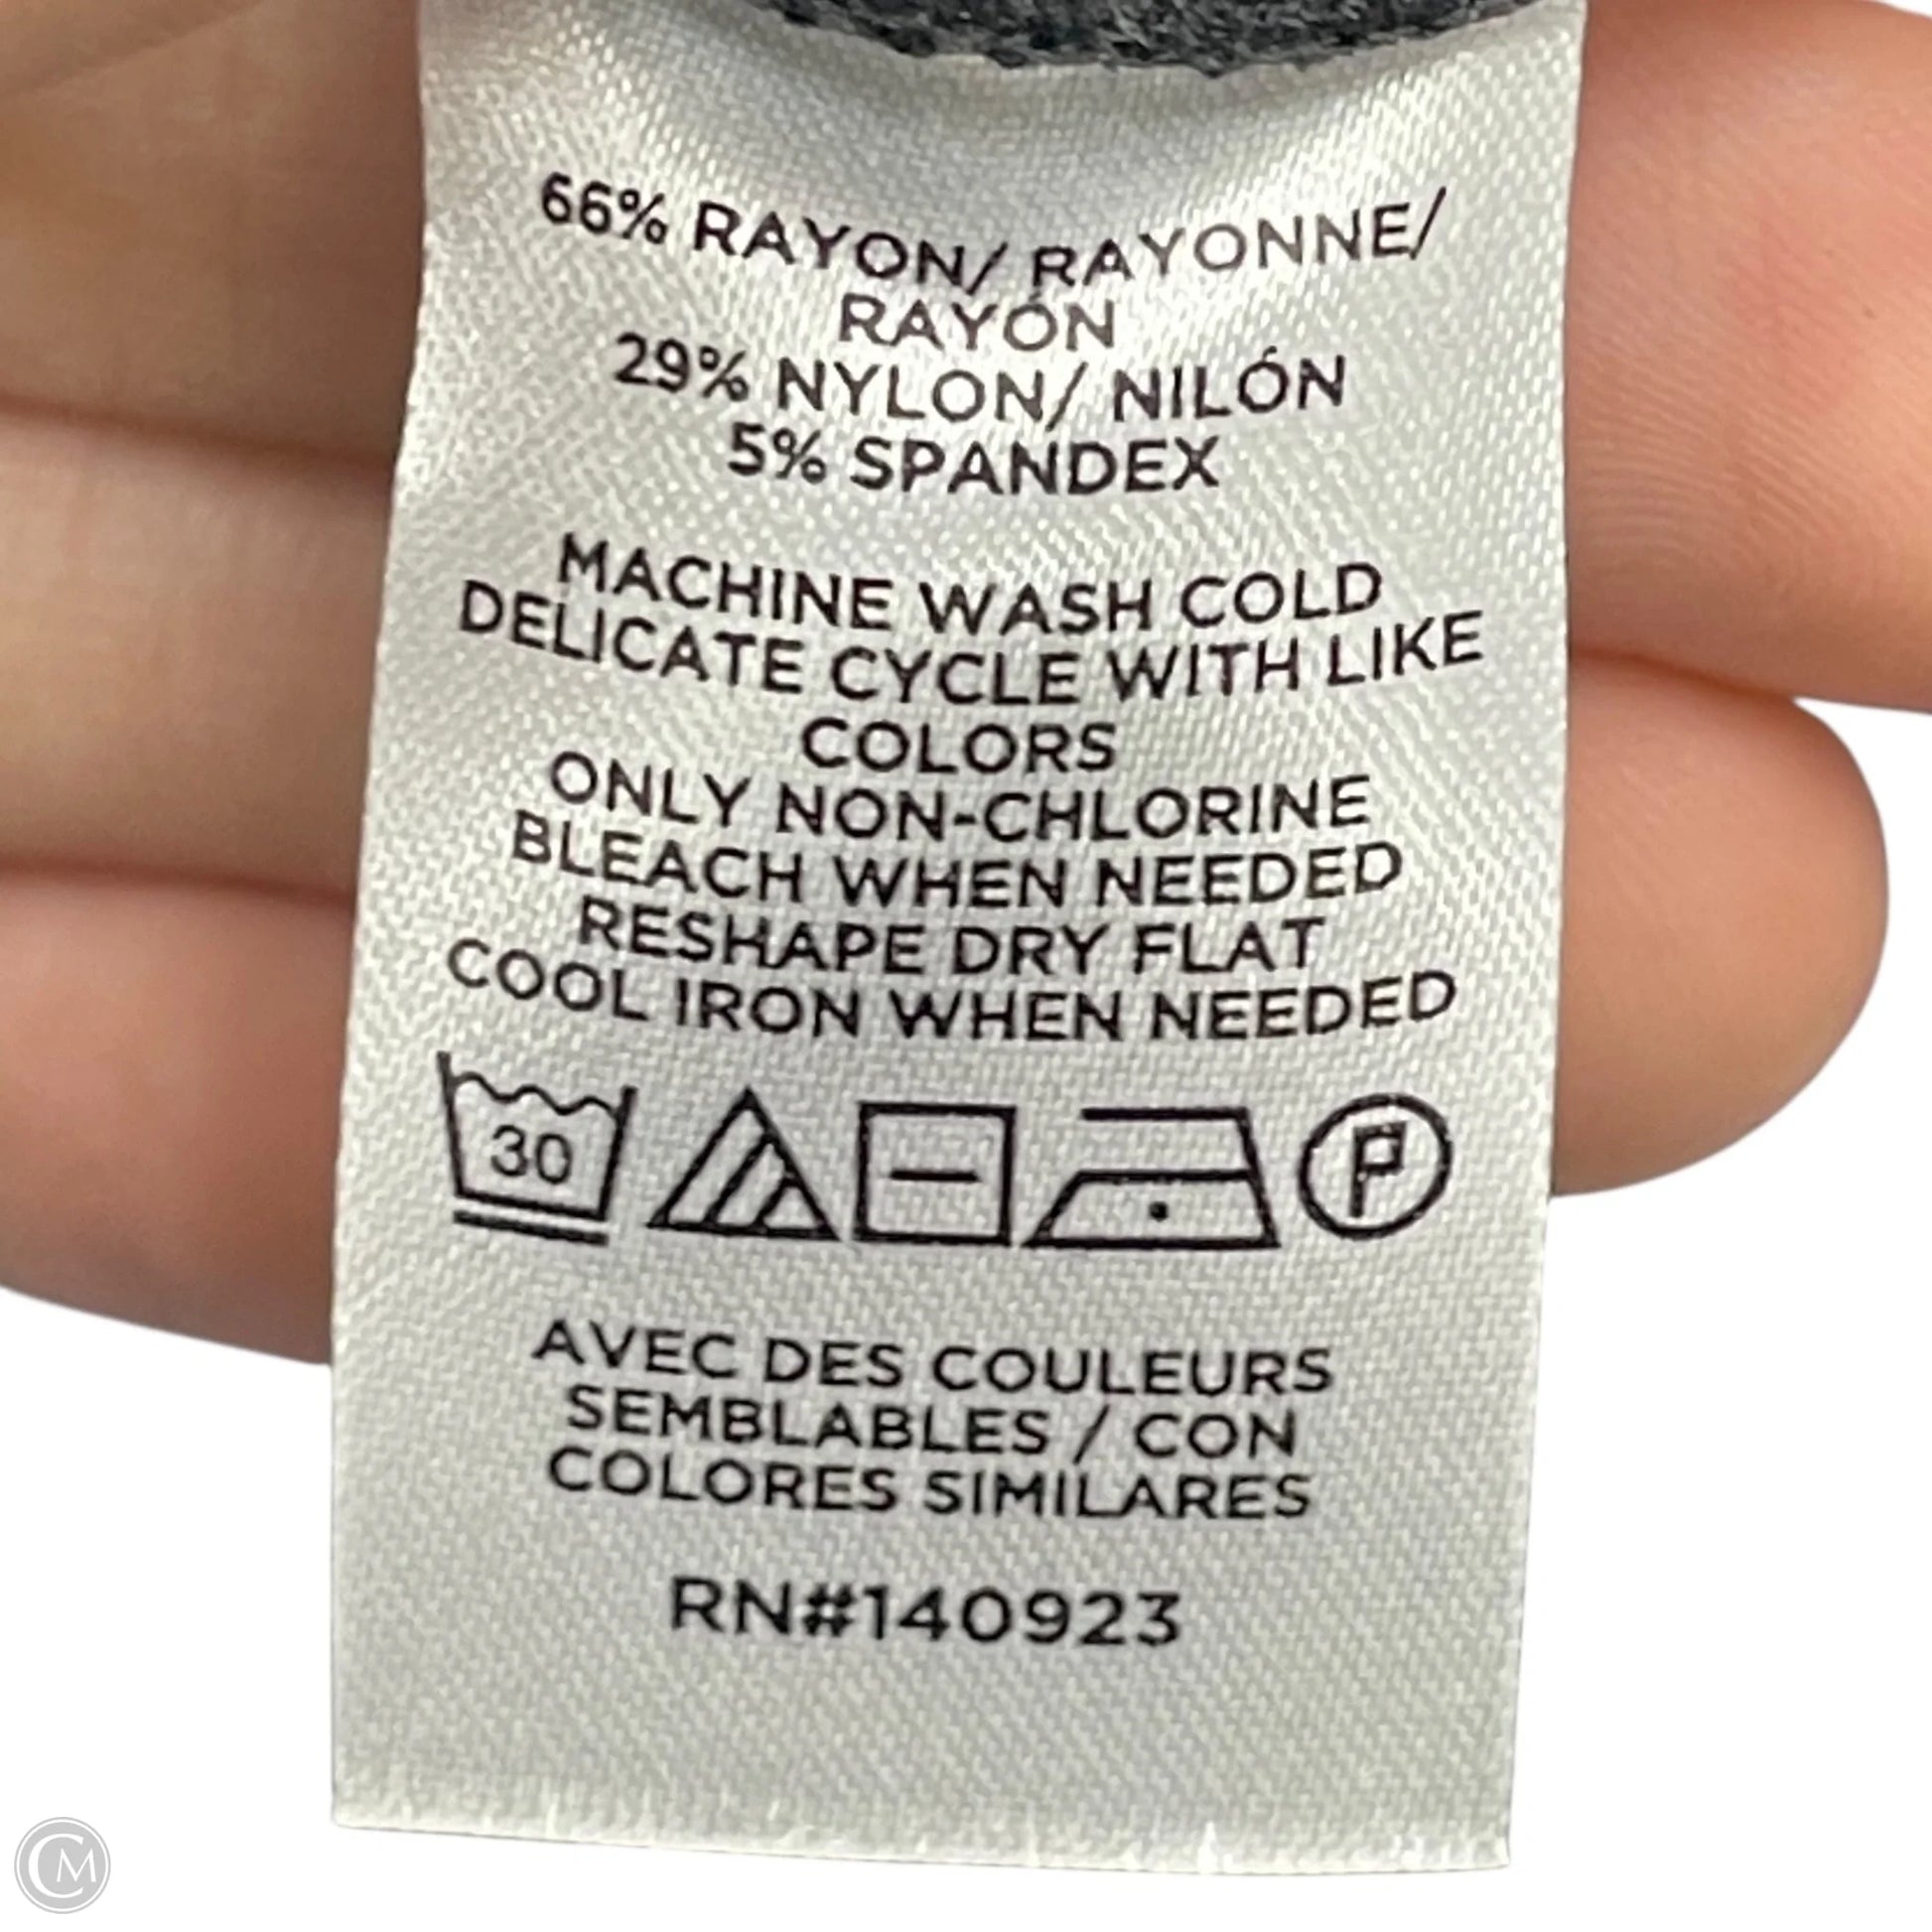 66% RAYON/ RAYONNE/
RAYÓN
29% NYLON/ NILÓN
5% SPANDEX
MACHINE WASH COLD
DELICATE CYCLE WITH LIKE
COLORS
ONLY NON-CHLORINE
BLEACH WHEN NEEDED
RESHAPE DRY FLAT
COOL IRON WHEN NEEDED
30 P
AVEC DES COULEURS
SEMBLABLES / CON
COLORES SIMILARES
RN#140923
CM